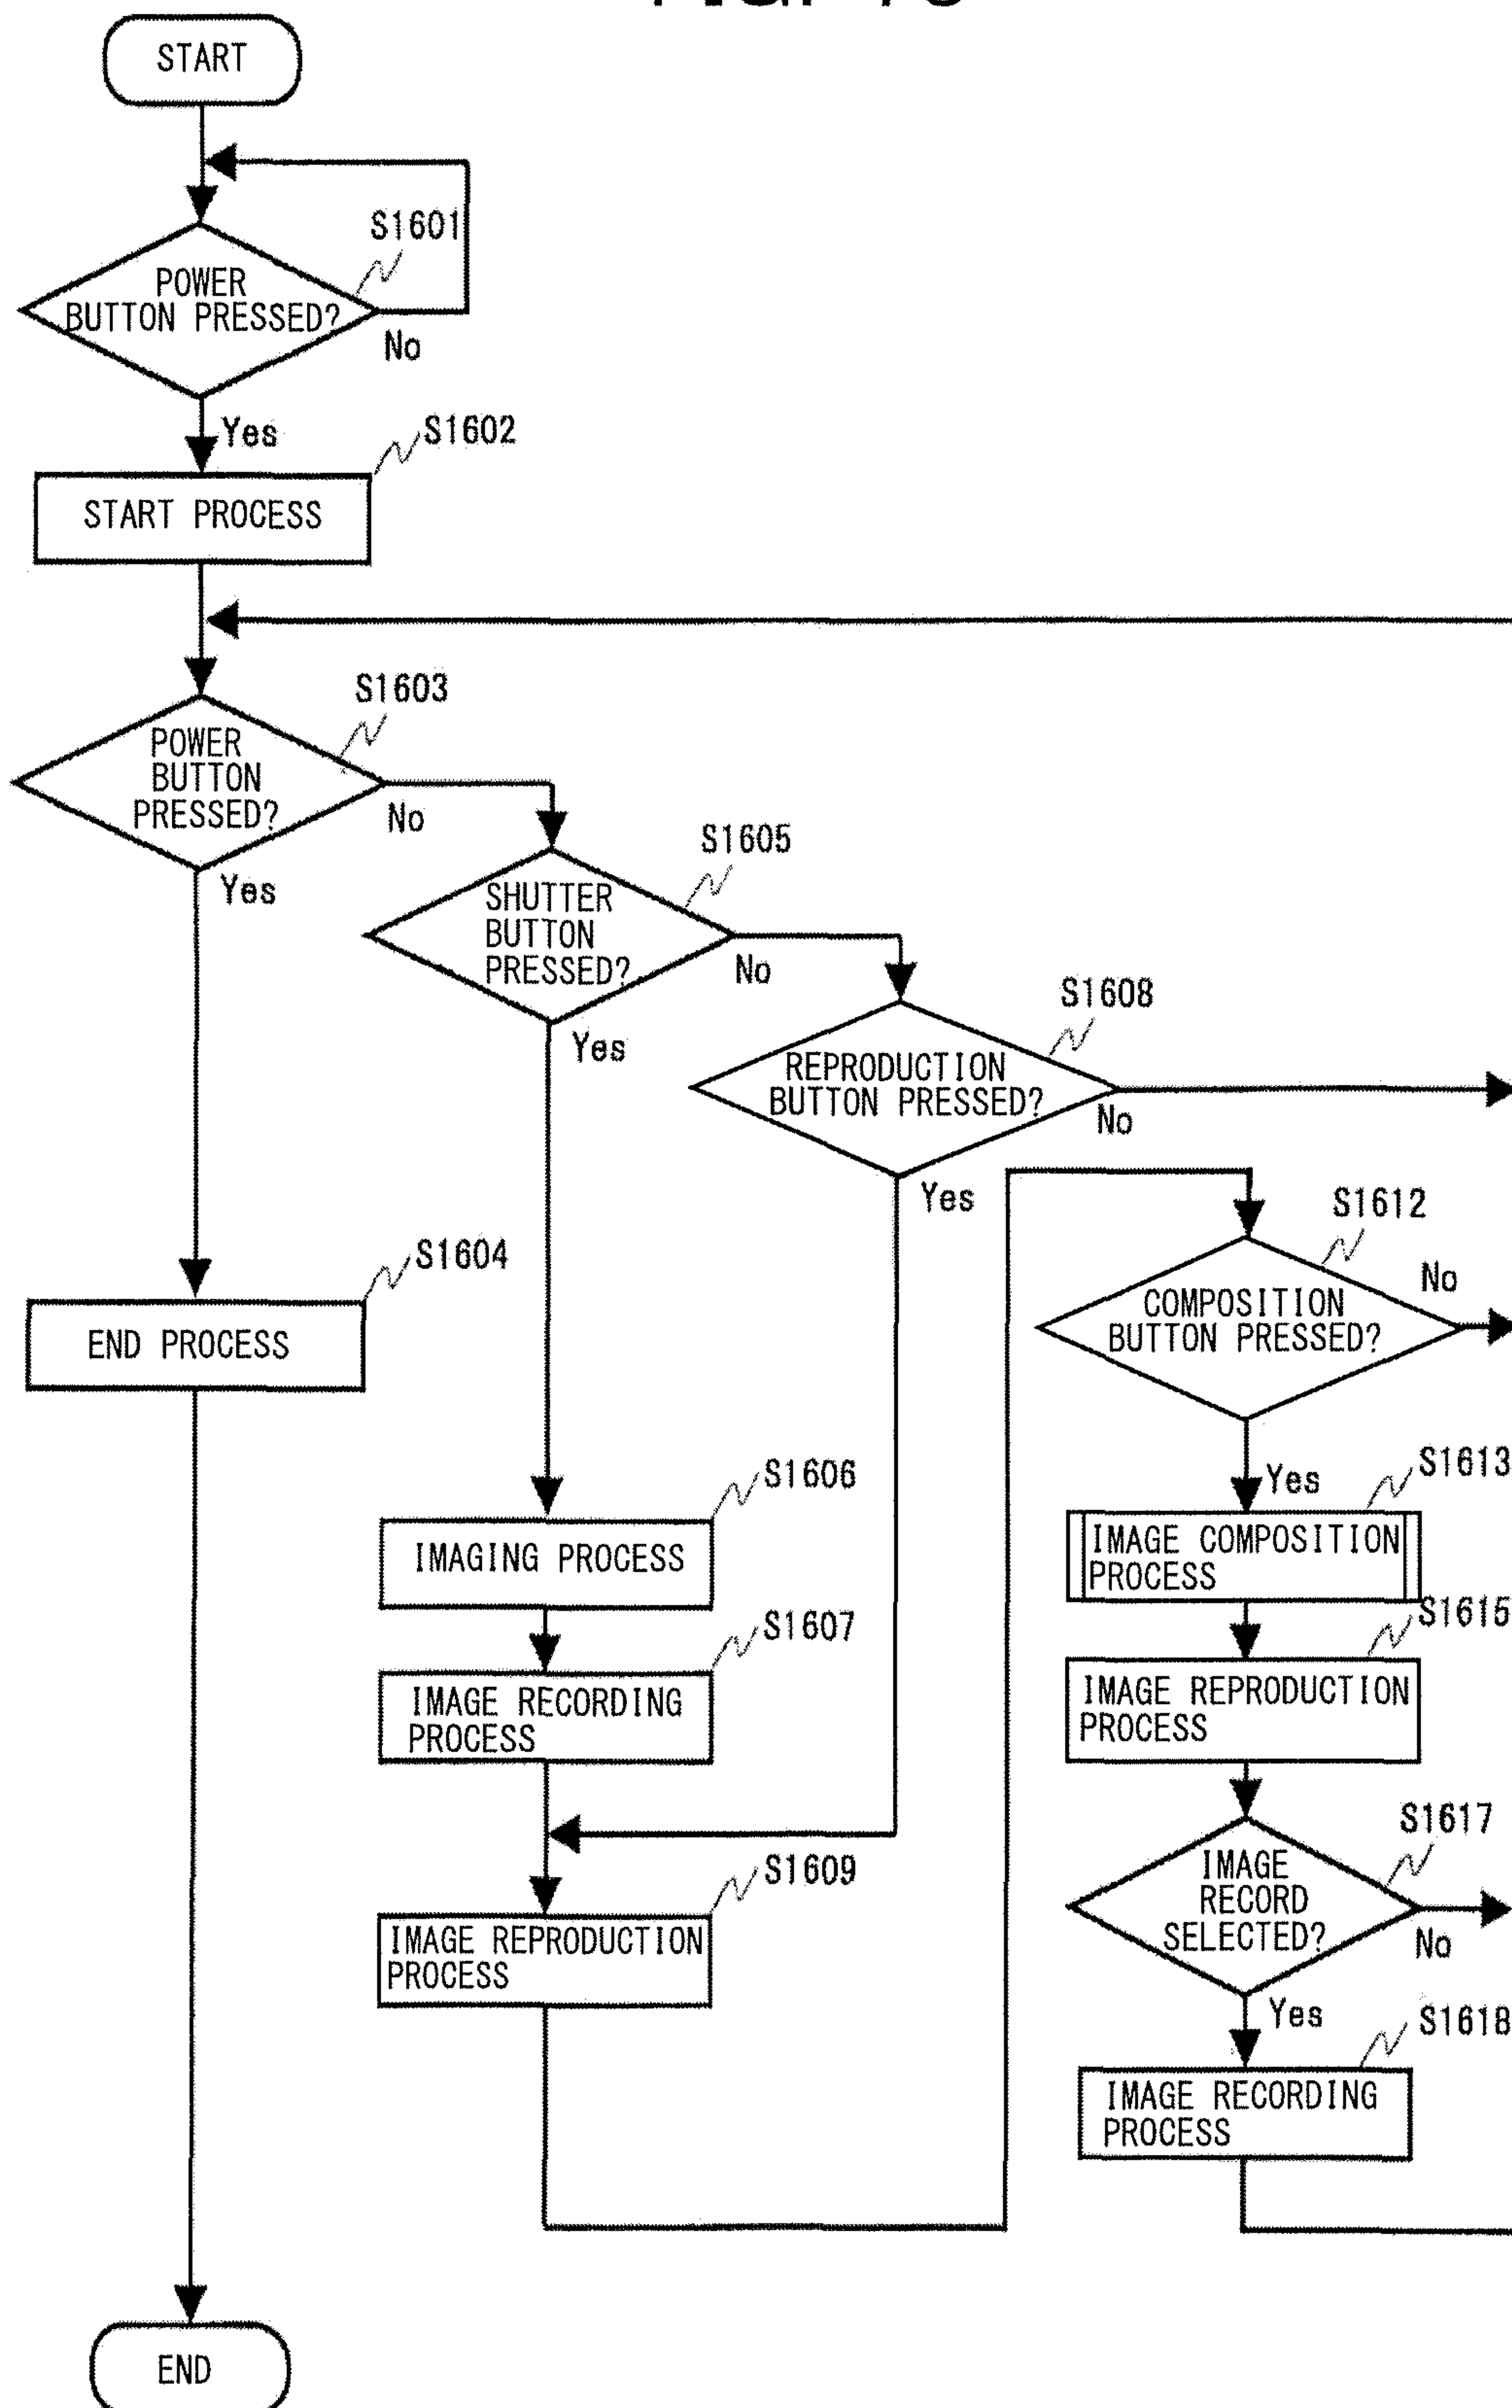 START
S1601
POWER
BUTTON PRESSED?
No
Yes
S1602
START PROCESS
S1603
POWER
BUTTON
PRESSED?
No
Yes
S1605
SHUTTER
BUTTON
PRESSED?
No
Yes
S1608
REPRODUCTION
BUTTON PRESSED?
No
Yes
S1612
COMPOSITION
BUTTON PRESSED?
No
Yes
S1604
END PROCESS
S1606
IMAGING PROCESS
S1607
IMAGE RECORDING
PROCESS
S1609
IMAGE REPRODUCTION
PROCESS
S1613
IMAGE COMPOSITION
PROCESS
S1615
IMAGE REPRODUCTION
PROCESS
S1617
IMAGE
RECORD
SELECTED?
No
Yes
S1618
IMAGE RECORDING
PROCESS
END